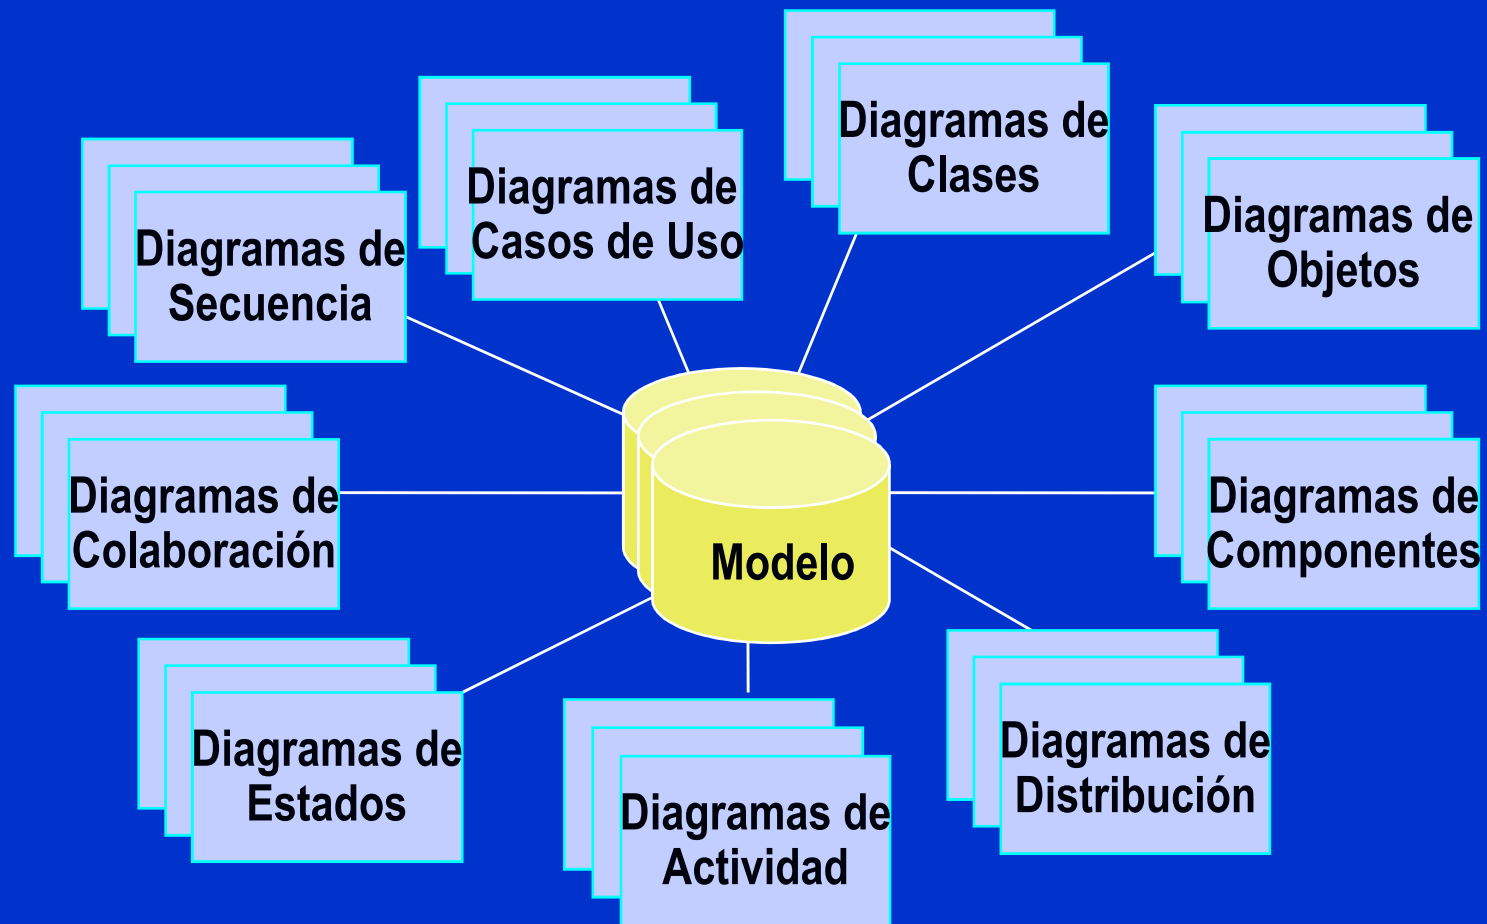 Diagramas de
Clases
Diagramas de
Casos de Uso
Diagramas de
Objetos
Diagramas de
Secuencia
Diagramas de
Colaboración
Diagramas de
Componentes
Modelo
Diagramas de
Estados
Diagramas de
Distribución
Diagramas de
Actividad